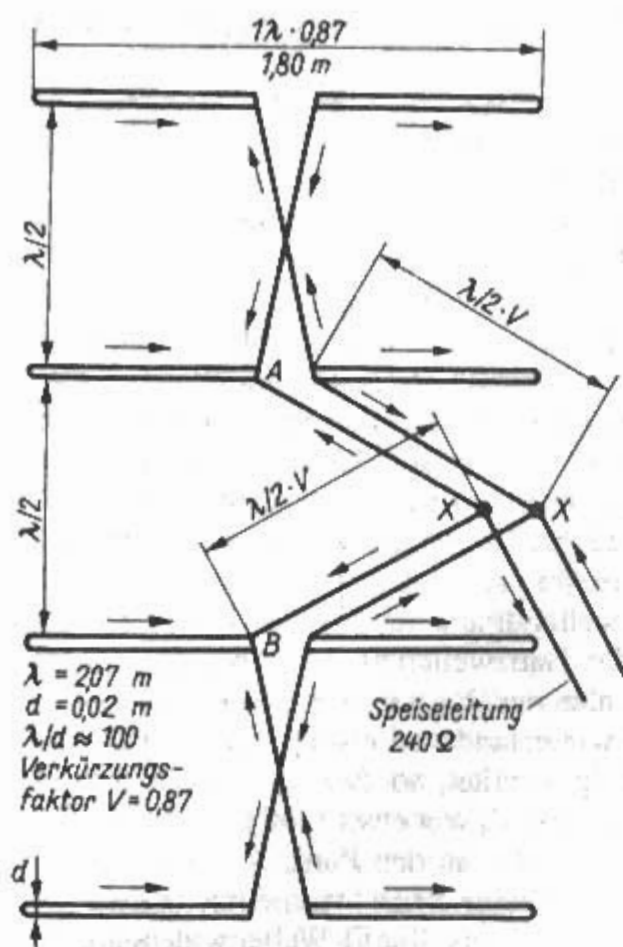 1λ · 0,87
1,80 m
λ/2
λ/2 · V
A
λ/2
λ/2 · V
X
X
B
λ = 2,07 m
d = 0,02 m
λ/d ≈ 100
Verkürzungs-
faktor V = 0,87
Speiseleitung
240 Ω
d